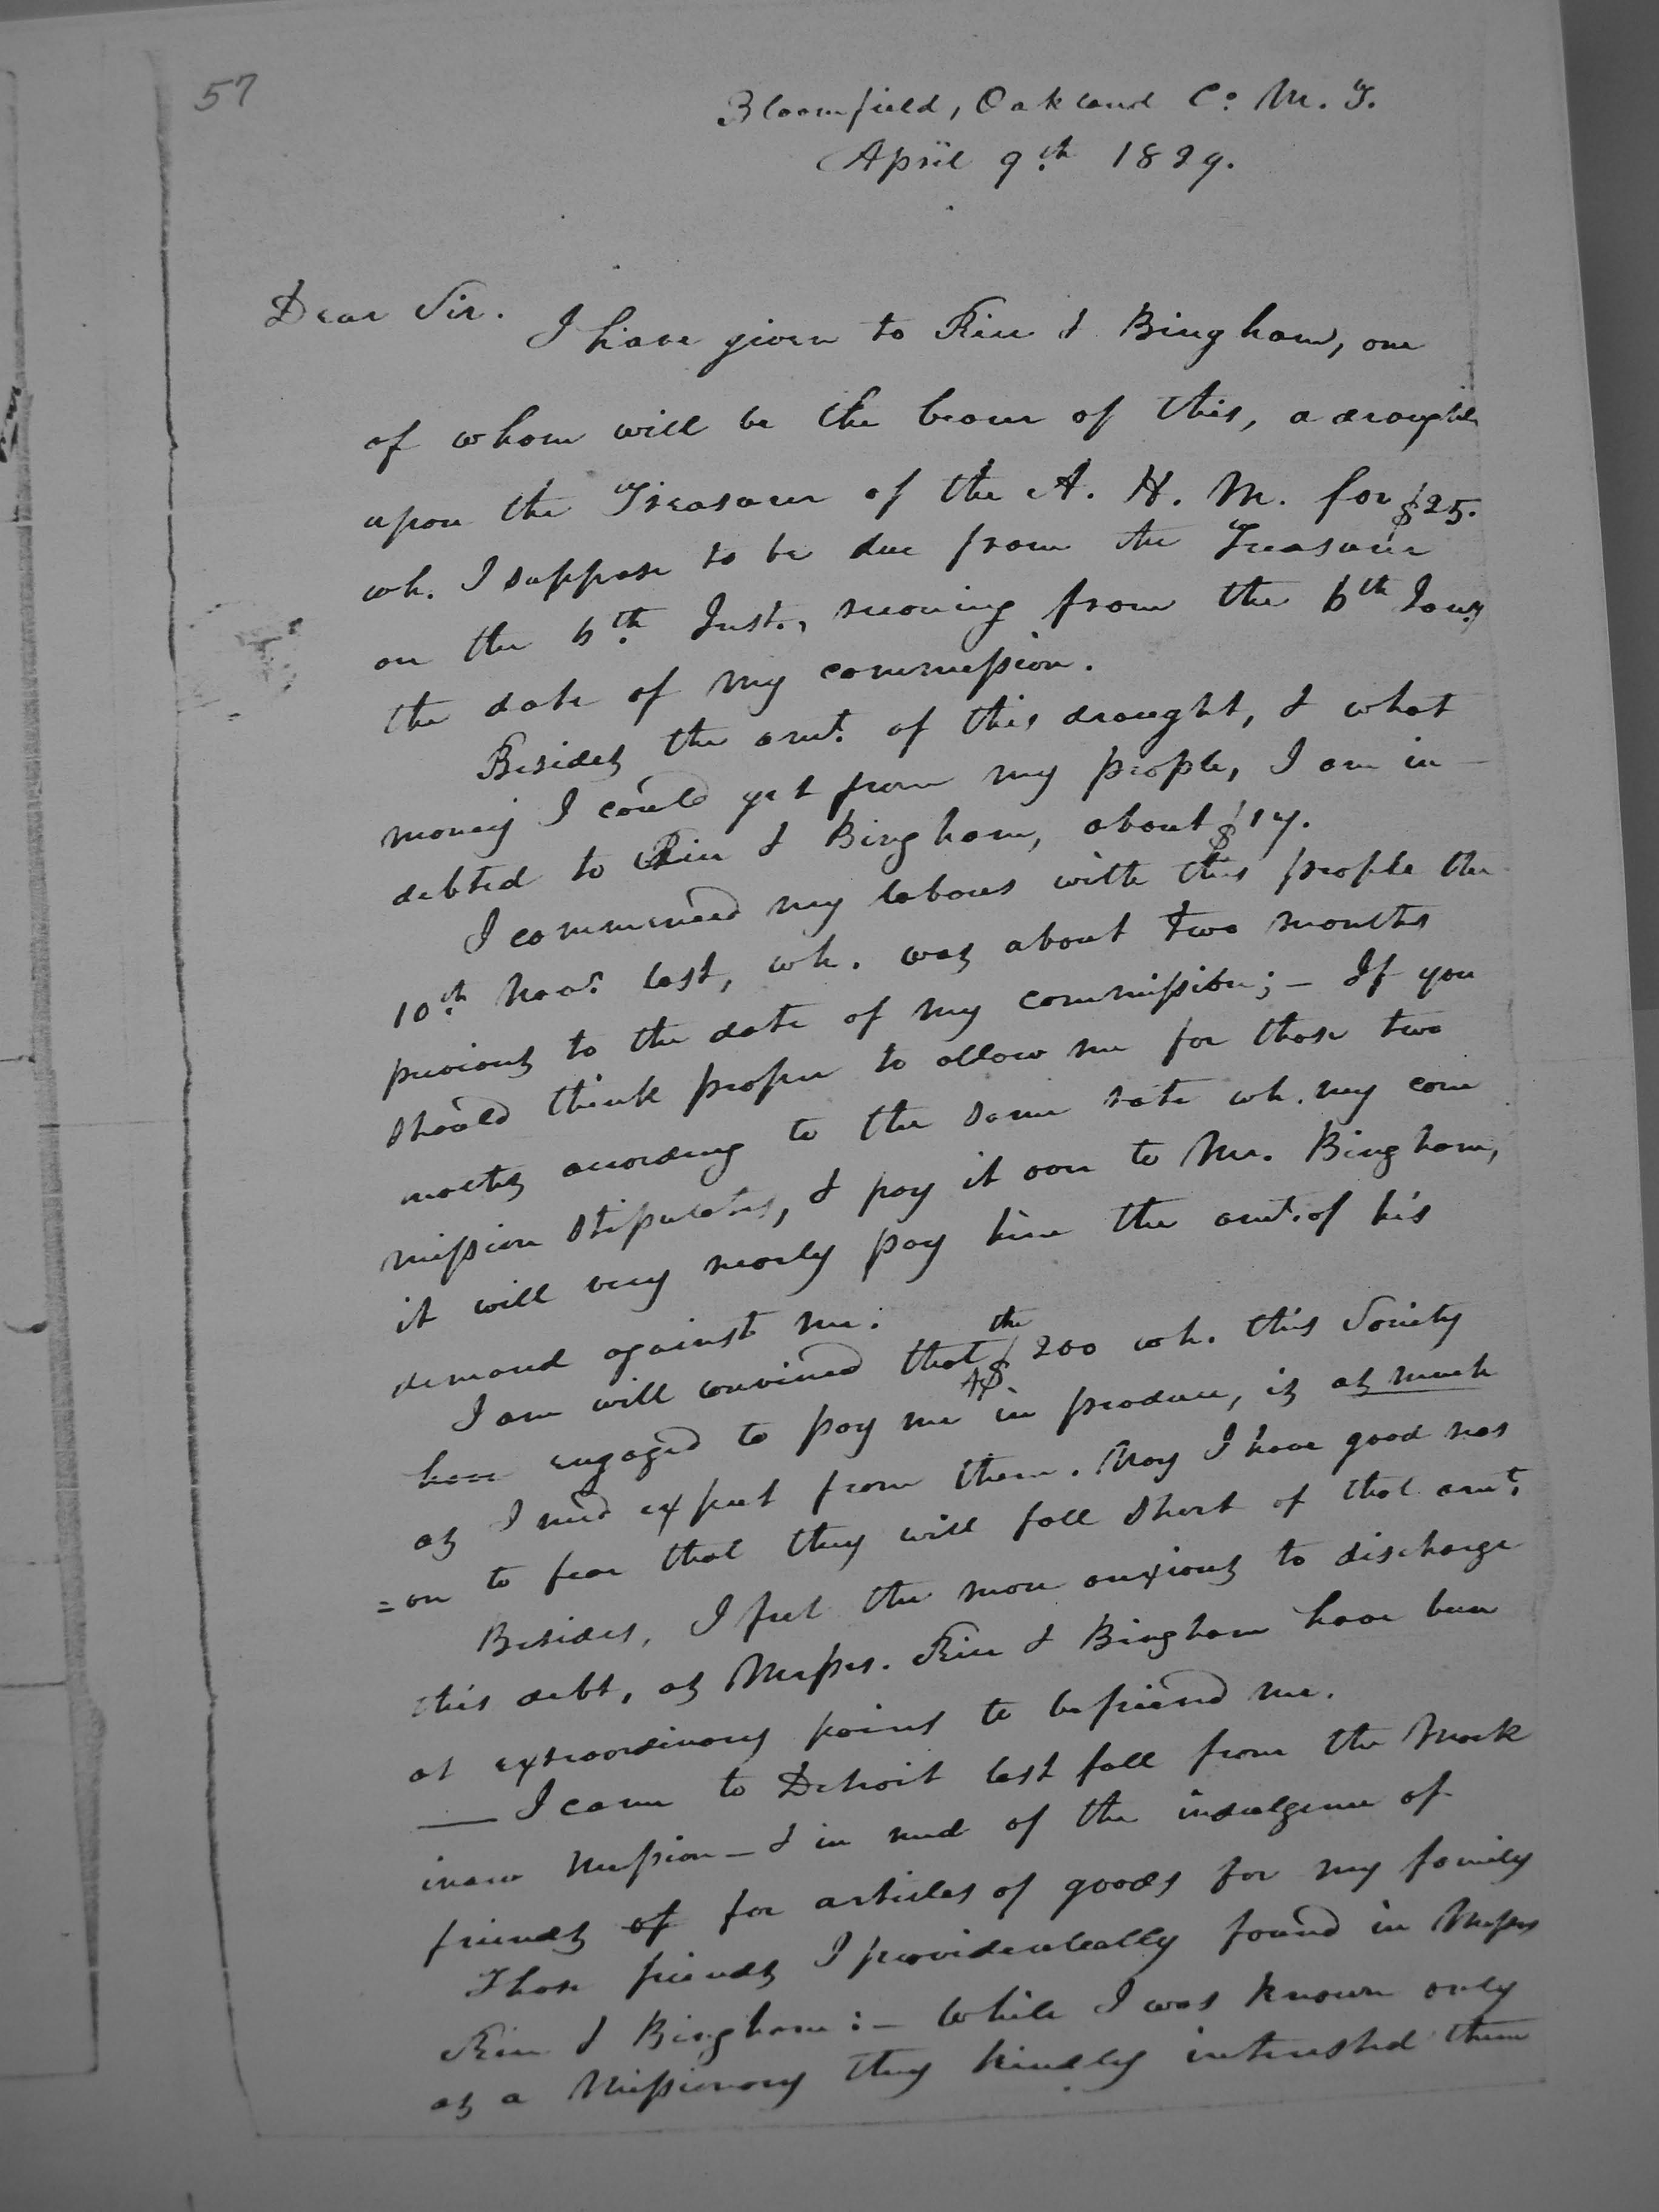 57
Bloomfield, Oakland Co. M. T.
April 9th 1829.
Dear Sir.
I have given to Rice & Bingham, one
of whom will be the bearer of this, a draught
upon the Treasurer of the A. H. M. for $25.
wh. I suppose to be due from the Treasurer
on the 6th Inst., reconing from the 6th Jany
the date of my commission.
Besides the amt. of this draught, & what
money I could get from my people, I am in
debted to Rice & Bingham, about $17.
I commenced my labours with this people the
10th Nov. last, wh. was about two months
previous to the date of my commission; – If you
should think proper to allow me for those two
months according to the same rate wh. my com
mission stipulates, & pay it over to Mr. Bingham,
it will very nearly pay him the amt. of his
demand against me.
I am well convinced that the $200 wh. this Society
have engaged to pay me in produce, is as much
as I need expect from them. Nay I have good reas
=on to fear that they will fall short of that amt.
Besides, I feel the more anxious to discharge
this debt, as Messrs. Rice & Bingham have been
at extraordinary pains to befriend me.
— I came to Detroit last fall from the Mack
inaw Mission – & in need of the indulgence of
friends of for articles of goods for my family
Those friends I providentially found in Messrs
Rice & Bingham: – While I was known only
as a Missionary they kindly interested them